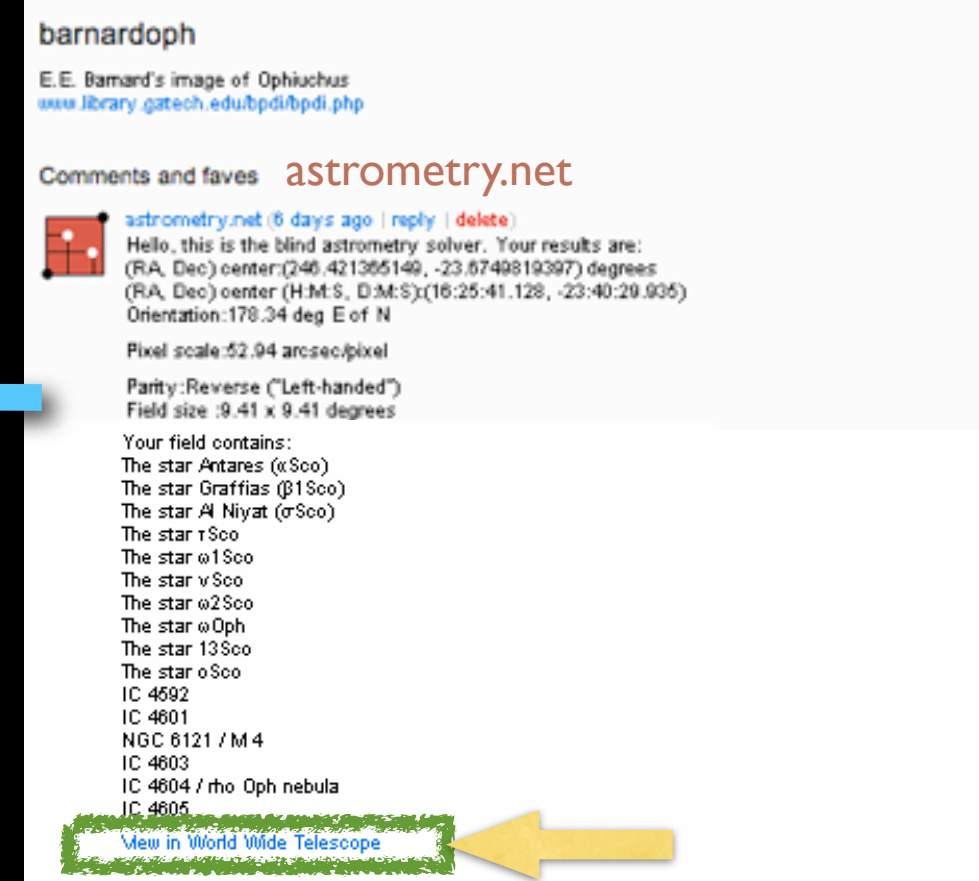 barnardoph
E.E. Barnard's image of Ophiuchus
www.library.gatech.edu/bpdi/bpdi.php
Comments and faves astrometry.net
astrometry.net (6 days ago | reply | delete)
Hello, this is the blind astrometry solver. Your results are:
(RA, Dec) center:(246.421365149, -23.6749819397) degrees
(RA, Dec) center (H:M:S, D:M:S):(16:25:41.128, -23:40:29.935)
Orientation:178.34 deg E of N
Pixel scale:52.94 arcsec/pixel
Parity:Reverse ("Left-handed")
Field size :9.41 x 9.41 degrees
Your field contains:
The star Antares (αSco)
The star Graffias (β1Sco)
The star Al Niyat (σSco)
The star τSco
The star ω1Sco
The star νSco
The star ω2Sco
The star ωOph
The star 13Sco
The star οSco
IC 4592
IC 4601
NGC 6121 / M 4
IC 4603
IC 4604 / rho Oph nebula
IC 4605
View in World Wide Telescope